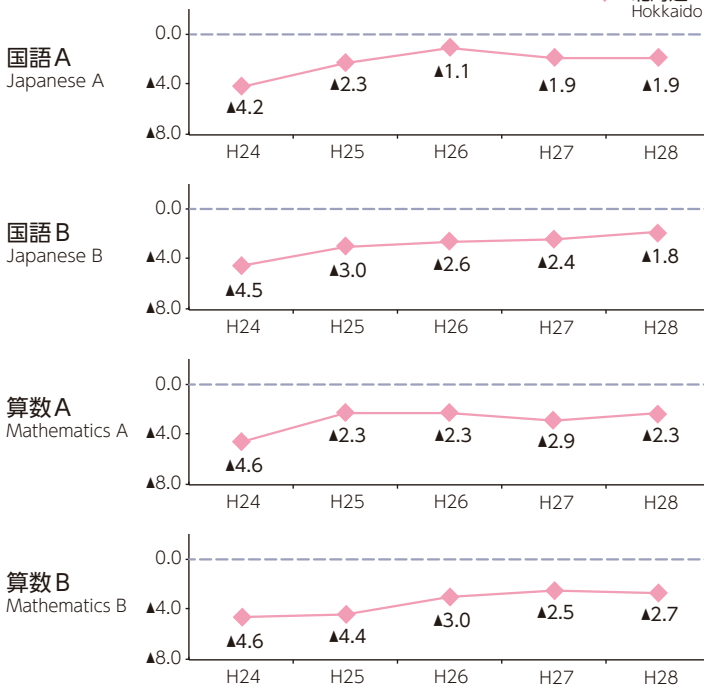 Hokkaido
国語A
Japanese A
0.0
▲4.0
▲8.0
▲4.2
▲2.3
▲1.1
▲1.9
▲1.9
H24
H25
H26
H27
H28
国語B
Japanese B
0.0
▲4.0
▲8.0
▲4.5
▲3.0
▲2.6
▲2.4
▲1.8
H24
H25
H26
H27
H28
算数A
Mathematics A
0.0
▲4.0
▲8.0
▲4.6
▲2.3
▲2.3
▲2.9
▲2.3
H24
H25
H26
H27
H28
算数B
Mathematics B
0.0
▲4.0
▲8.0
▲4.6
▲4.4
▲3.0
▲2.5
▲2.7
H24
H25
H26
H27
H28